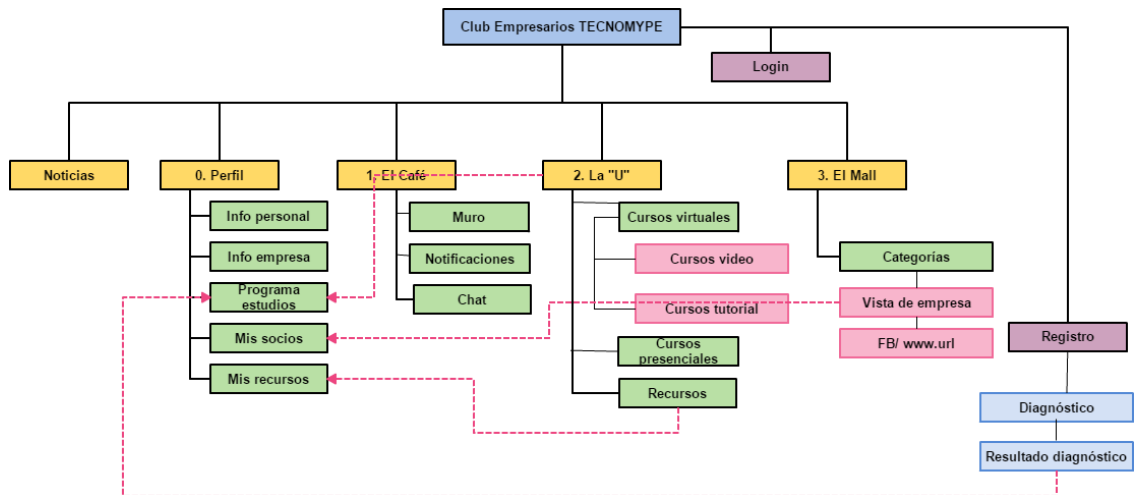 Club Empresarios TECNOMYPE
Login
Noticias
0. Perfil
1. El Café
2. La "U"
3. El Mall
Info personal
Info empresa
Programa
estudios
Mis socios
Mis recursos
Muro
Notificaciones
Chat
Cursos virtuales
Cursos video
Cursos tutorial
Cursos
presenciales
Recursos
Categorías
Vista de empresa
FB/ www.url
Registro
Diagnóstico
Resultado diagnóstico